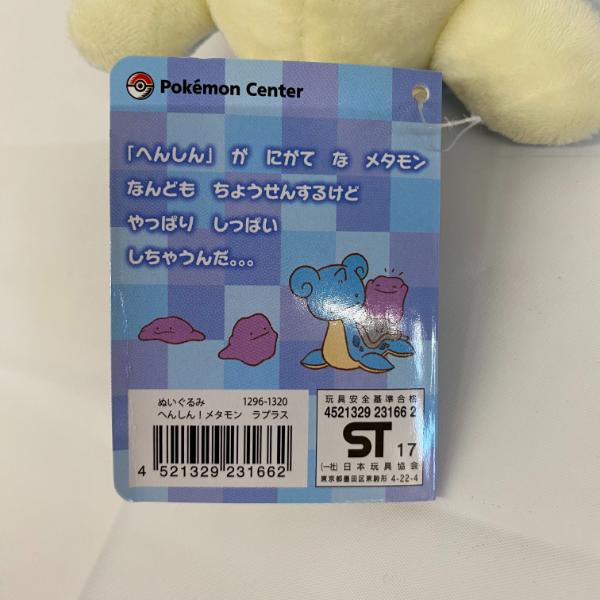 Pokémon Center
「へんしん」が にがて な メタモン
なんども ちょうせんするけど
やっぱり しっぱい
しちゃうんだ。。。
ぬいぐるみ 1296-1320
へんしん!メタモン ラプラス
4 521329 231662
玩具安全基準合格
4521329 23166 2
ST 17
(一社)日本玩具協会
東京都墨田区東駒形 4-22-4